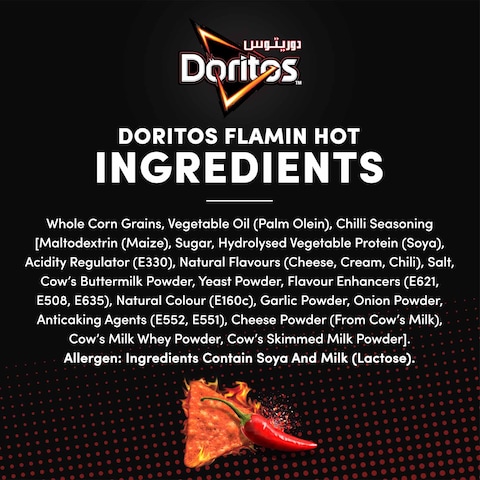 دوريتوس
Doritos™
DORITOS FLAMIN HOT
INGREDIENTS
Whole Corn Grains, Vegetable Oil (Palm Olein), Chilli Seasoning
[Maltodextrin (Maize), Sugar, Hydrolysed Vegetable Protein (Soya),
Acidity Regulator (E330), Natural Flavours (Cheese, Cream, Chili), Salt,
Cow's Buttermilk Powder, Yeast Powder, Flavour Enhancers (E621,
E508, E635), Natural Colour (E160c), Garlic Powder, Onion Powder,
Anticaking Agents (E552, E551), Cheese Powder (From Cow's Milk),
Cow's Milk Whey Powder, Cow's Skimmed Milk Powder].
Allergen: Ingredients Contain Soya And Milk (Lactose).